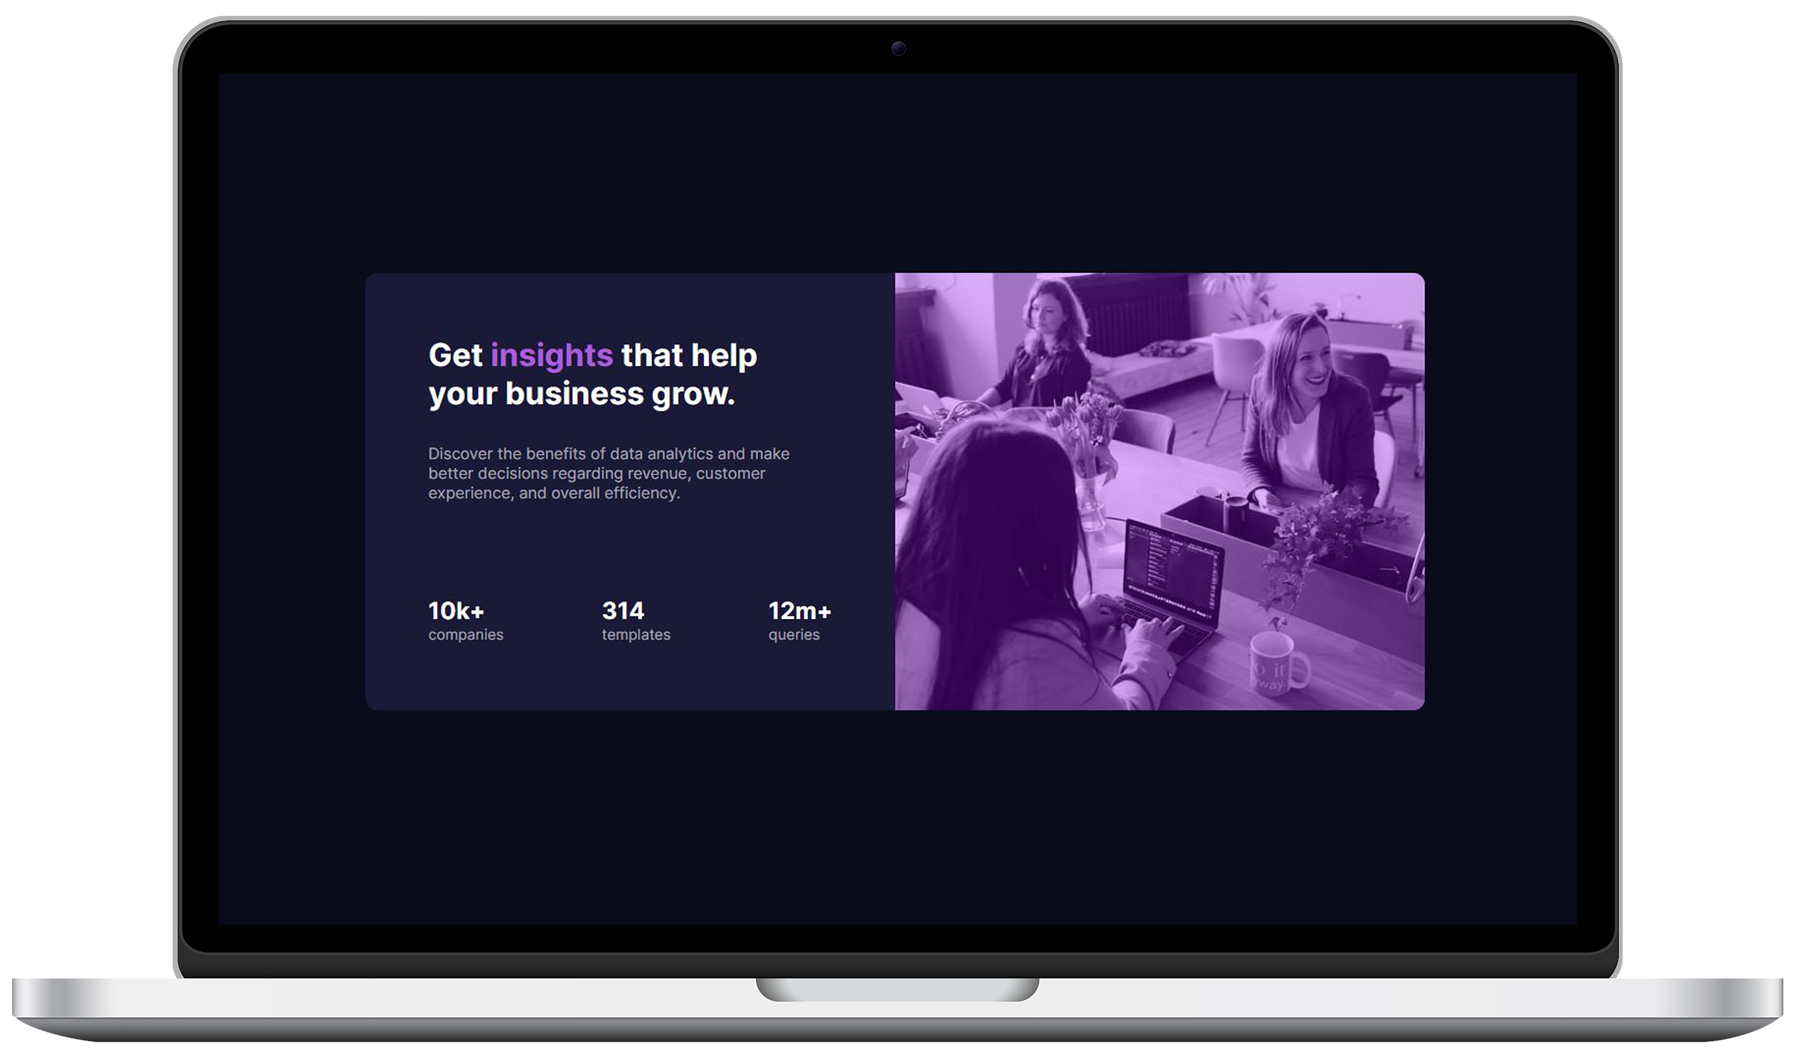 Get insights that help
your business grow.
Discover the benefits of data analytics and make
better decisions regarding revenue, customer
experience, and overall efficiency.
10k+
companies
314
templates
12m+
queries
it